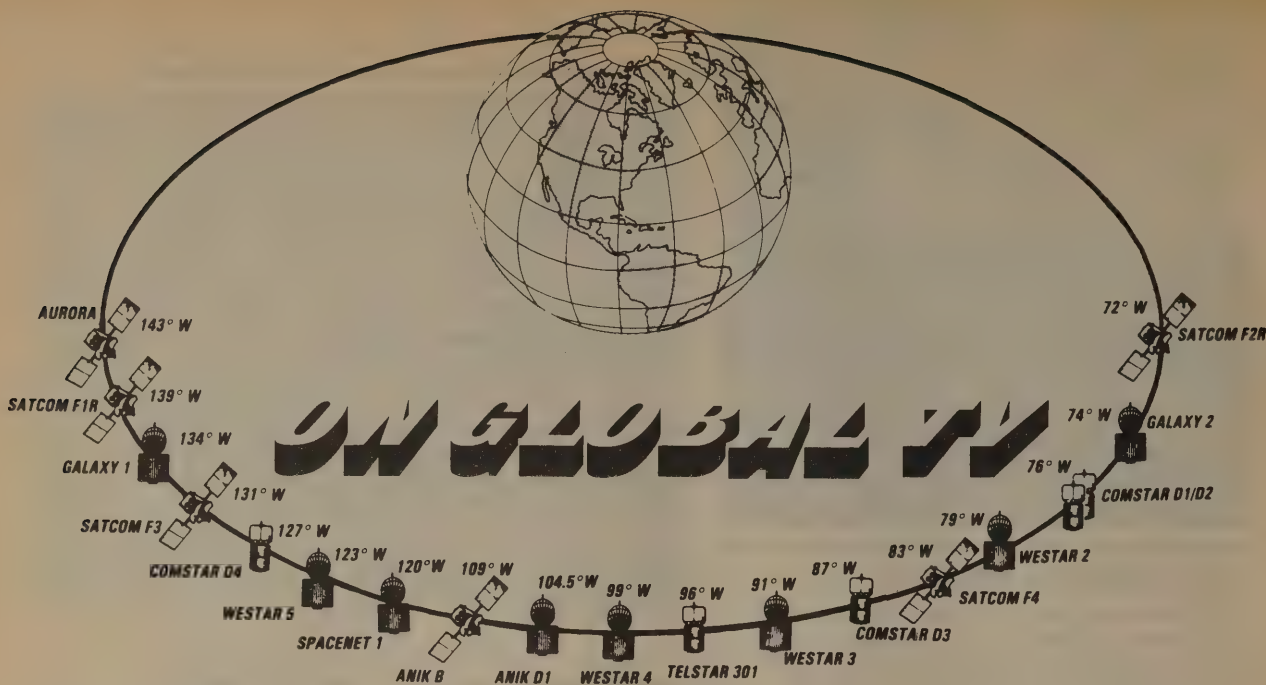 AURORA
143° W
72° W
SATCOM F2R
SATCOM F1R
139° W
ON GLOBAL TV
GALAXY 1
134° W
74° W
GALAXY 2
SATCOM F3
131° W
76° W
COMSTAR D1/D2
COMSTAR D4
127° W
79° W
WESTAR 2
WESTAR 5
123° W
83° W
SATCOM F4
SPACENET 1
120° W
87° W
COMSTAR D3
ANIK B
109° W
ANIK D1
104.5° W
WESTAR 4
99° W
TELSTAR 301
96° W
WESTAR 3
91° W